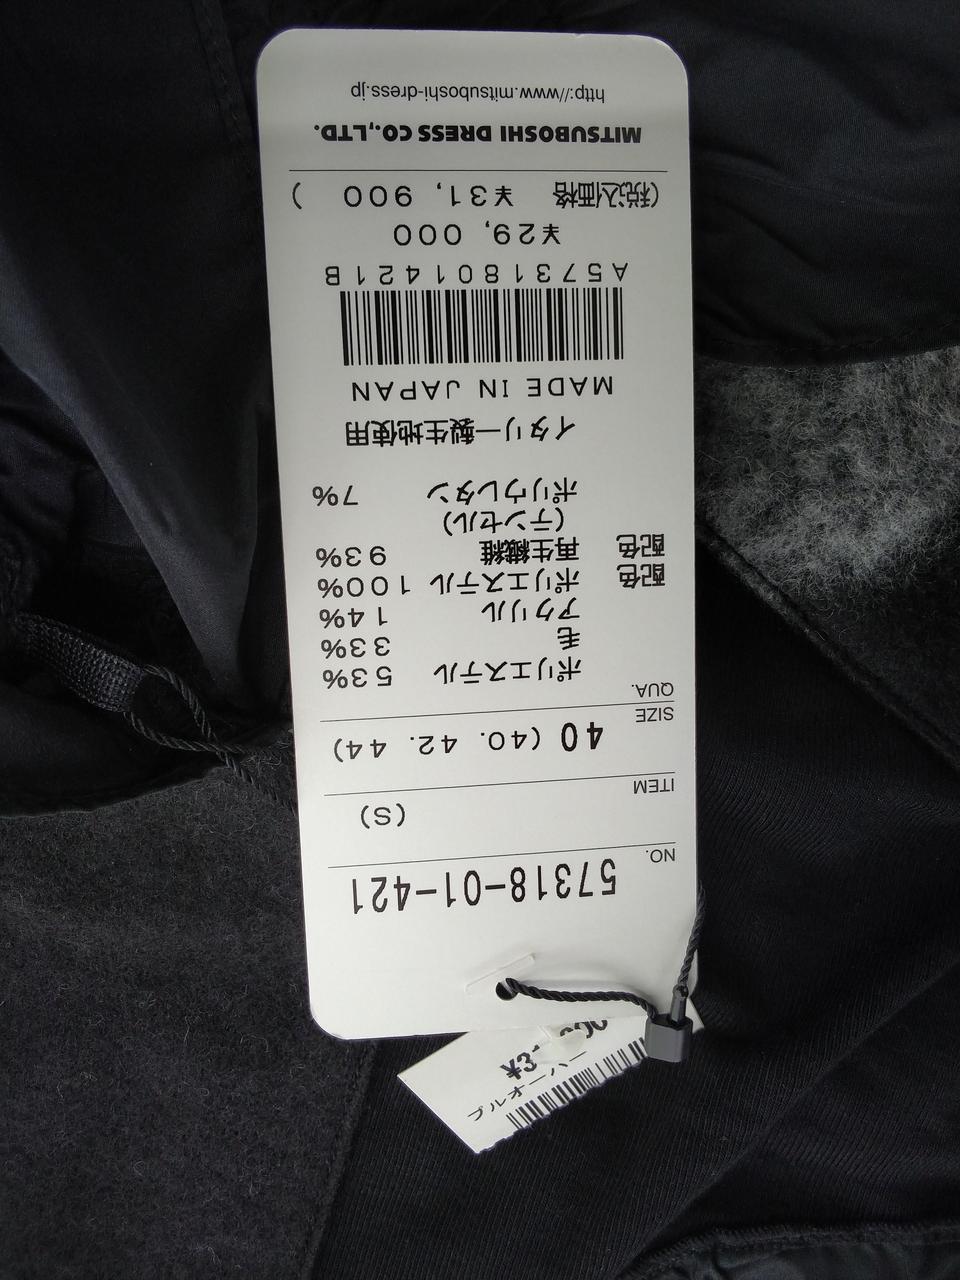 NO.
57318-01-421
ITEM
(S)
SIZE
40 (40. 42. 44)
QUA.
ポリエステル 53%
毛 33%
アクリル 14%
配色 ポリエステル 100%
配色 再生繊維 93%
(テンセル)
ポリウレタン 7%
イタリー製生地使用
MADE IN JAPAN
A5731801421B
¥29, 000
(税込価格 ¥31, 900 )
MITSUBOSHI DRESS CO.,LTD.
http://www.mitsuboshi-dress.jp
プルオーバー